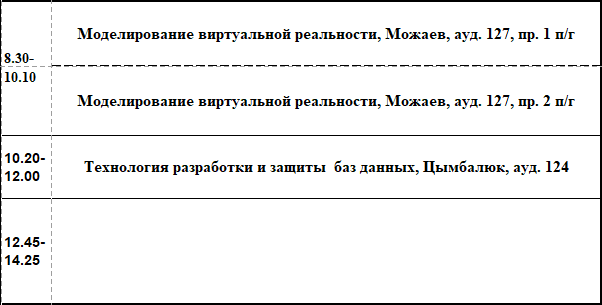 Моделирование виртуальной реальности, Можаев, ауд. 127, пр. 1 п/г
8.30-
10.10
Моделирование виртуальной реальности, Можаев, ауд. 127, пр. 2 п/г
10.20-
12.00
Технология разработки и защиты баз данных, Цымбалюк, ауд. 124
12.45-
14.25